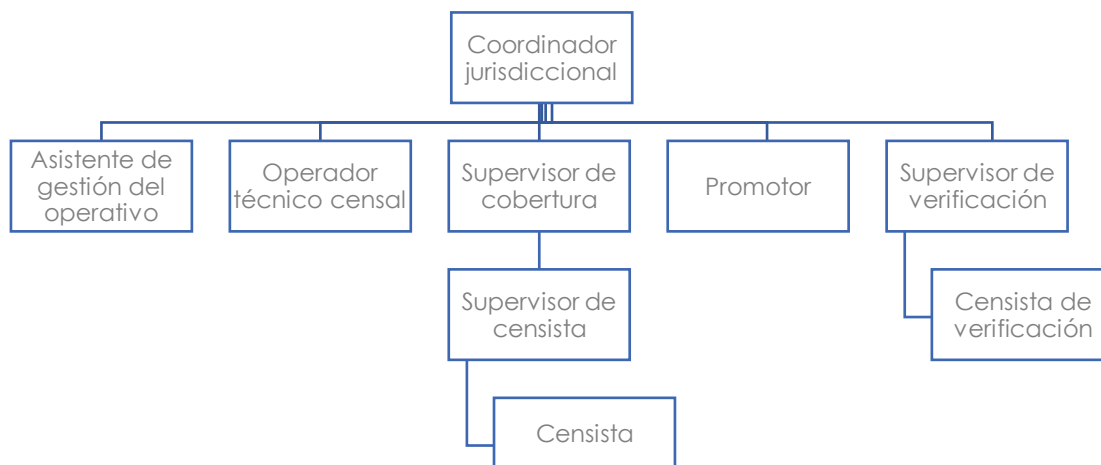 Coordinador
jurisdiccional
Asistente de
gestión del
operativo
Operador
técnico censal
Supervisor de
cobertura
Promotor
Supervisor de
verificación
Supervisor de
censista
Censista de
verificación
Censista